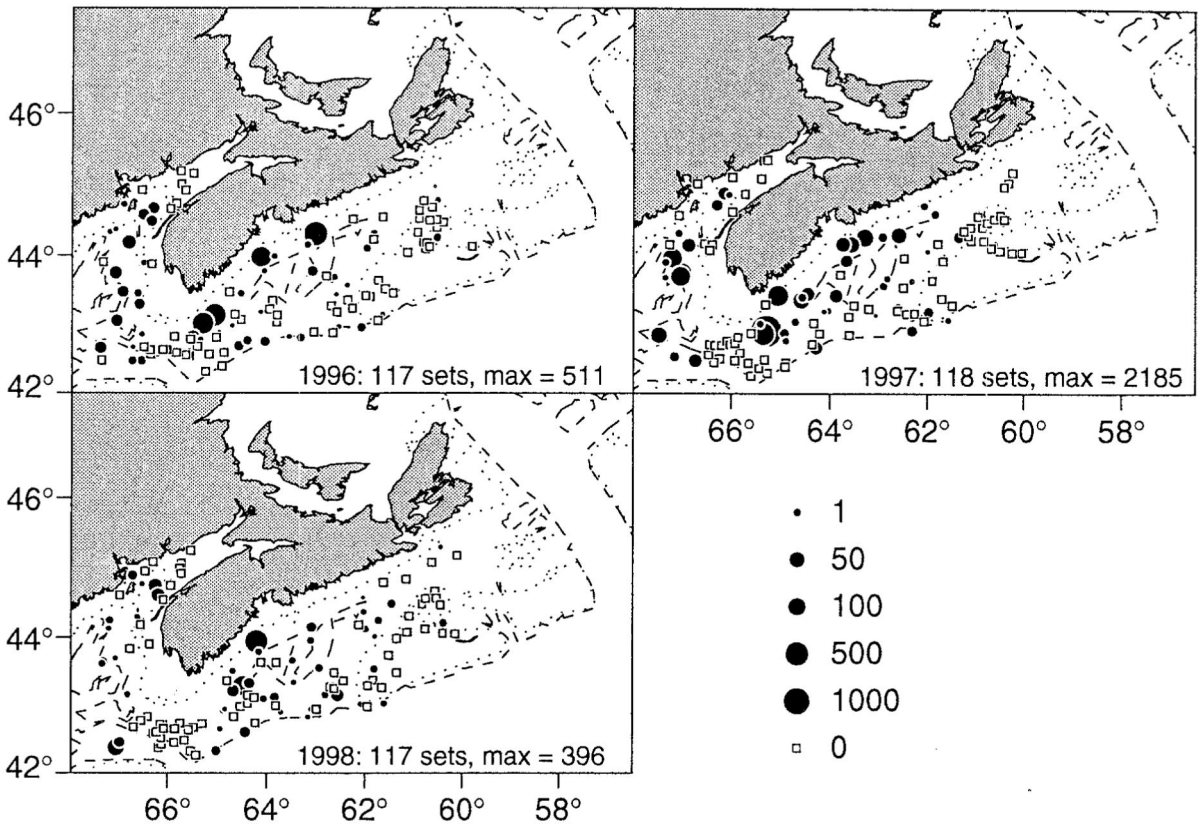 46°
44°
42°
1996: 117 sets, max = 511
1997: 118 sets, max = 2185
66° 64° 62° 60° 58°
46°
44°
42°
1998: 117 sets, max = 396
66° 64° 62° 60° 58°
1
50
100
500
1000
0